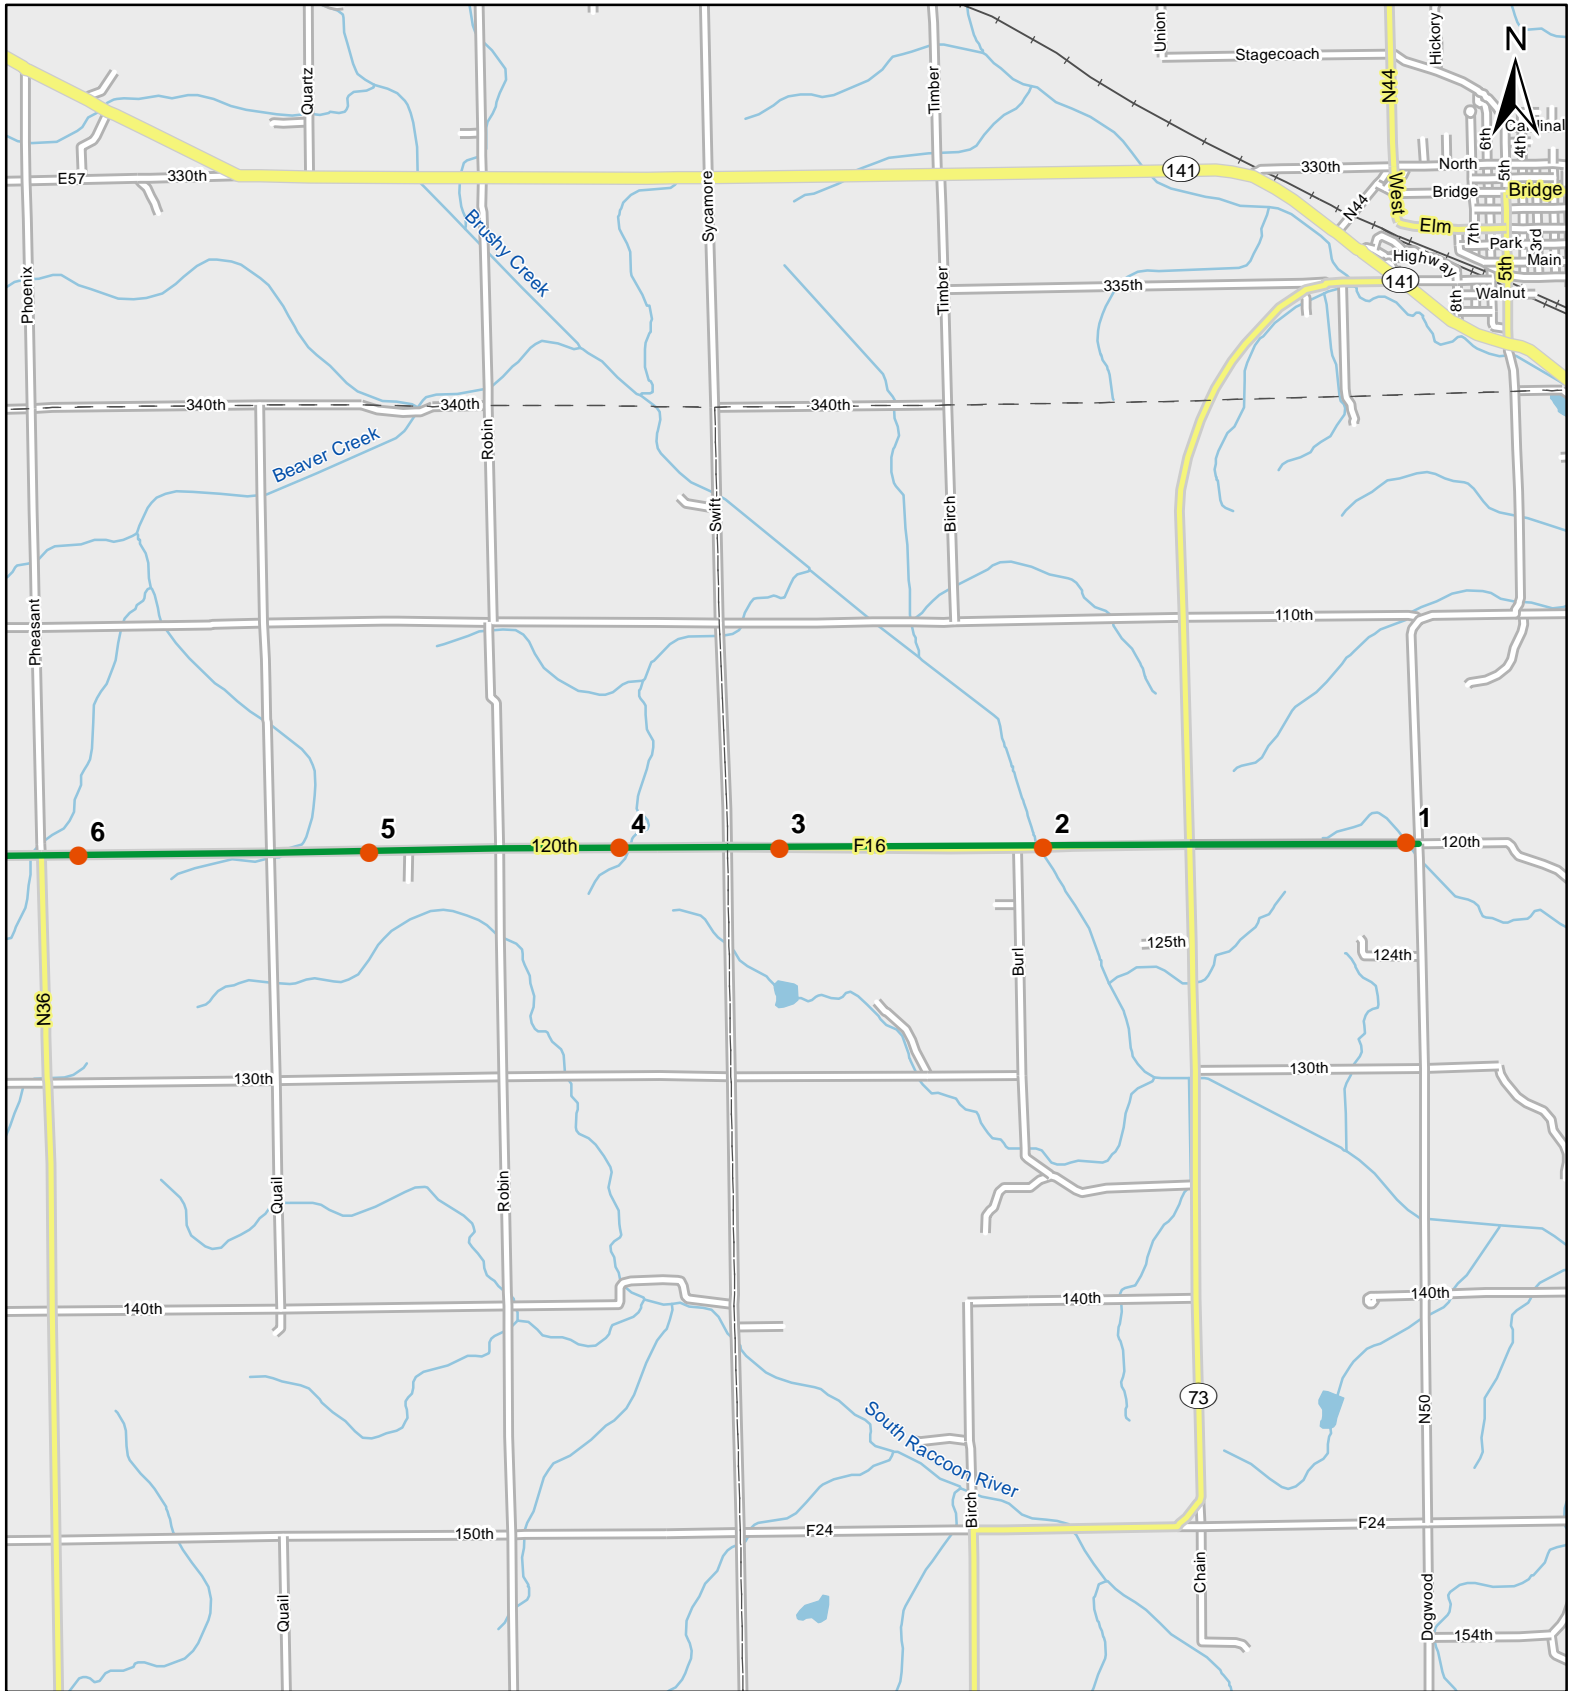 Union
Hickory
N
Stagecoach
Quartz
Timber
N44
Cardinal
6th
4th
5th
E57
330th
141
330th
North
West
Bridge
Bridge
Brushy Creek
Sycamore
N44
Elm
7th
Park
3rd
Highway
Main
5th
Phoenix
Timber
335th
141
8th
Walnut
340th
340th
340th
Robin
Beaver Creek
Swift
Birch
Pheasant
110th
6
5
4
3
2
1
120th
F16
120th
Burl
125th
124th
N36
130th
130th
Quail
Robin
140th
140th
140th
73
N50
South Raccoon River
Birch
150th
F24
F24
Quail
Chain
Dogwood
154th